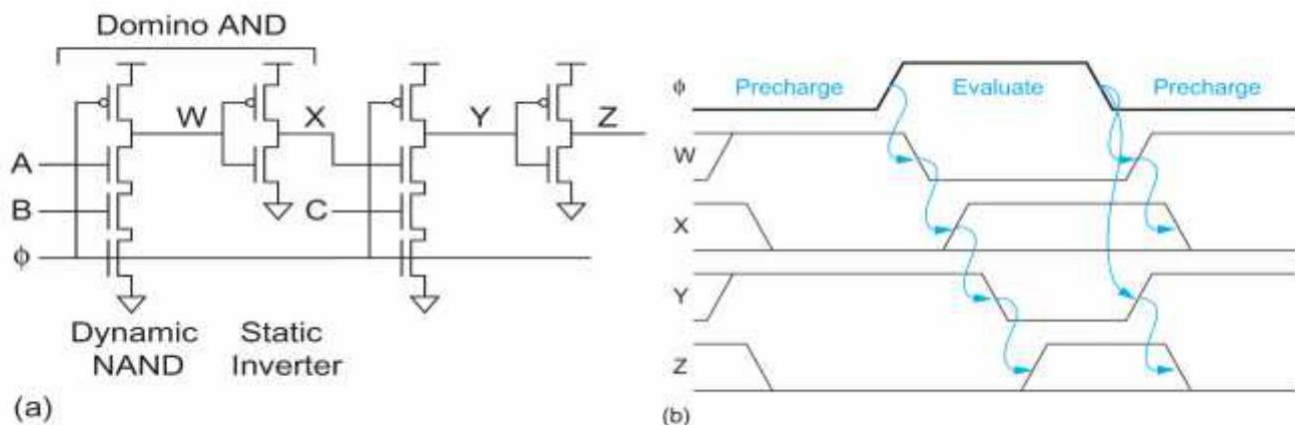 Domino AND
W
X
Y
Z
A
B
C
ϕ
Dynamic
NAND
Static
Inverter
(a)
ϕ
Precharge
Evaluate
Precharge
W
X
Y
Z
(b)